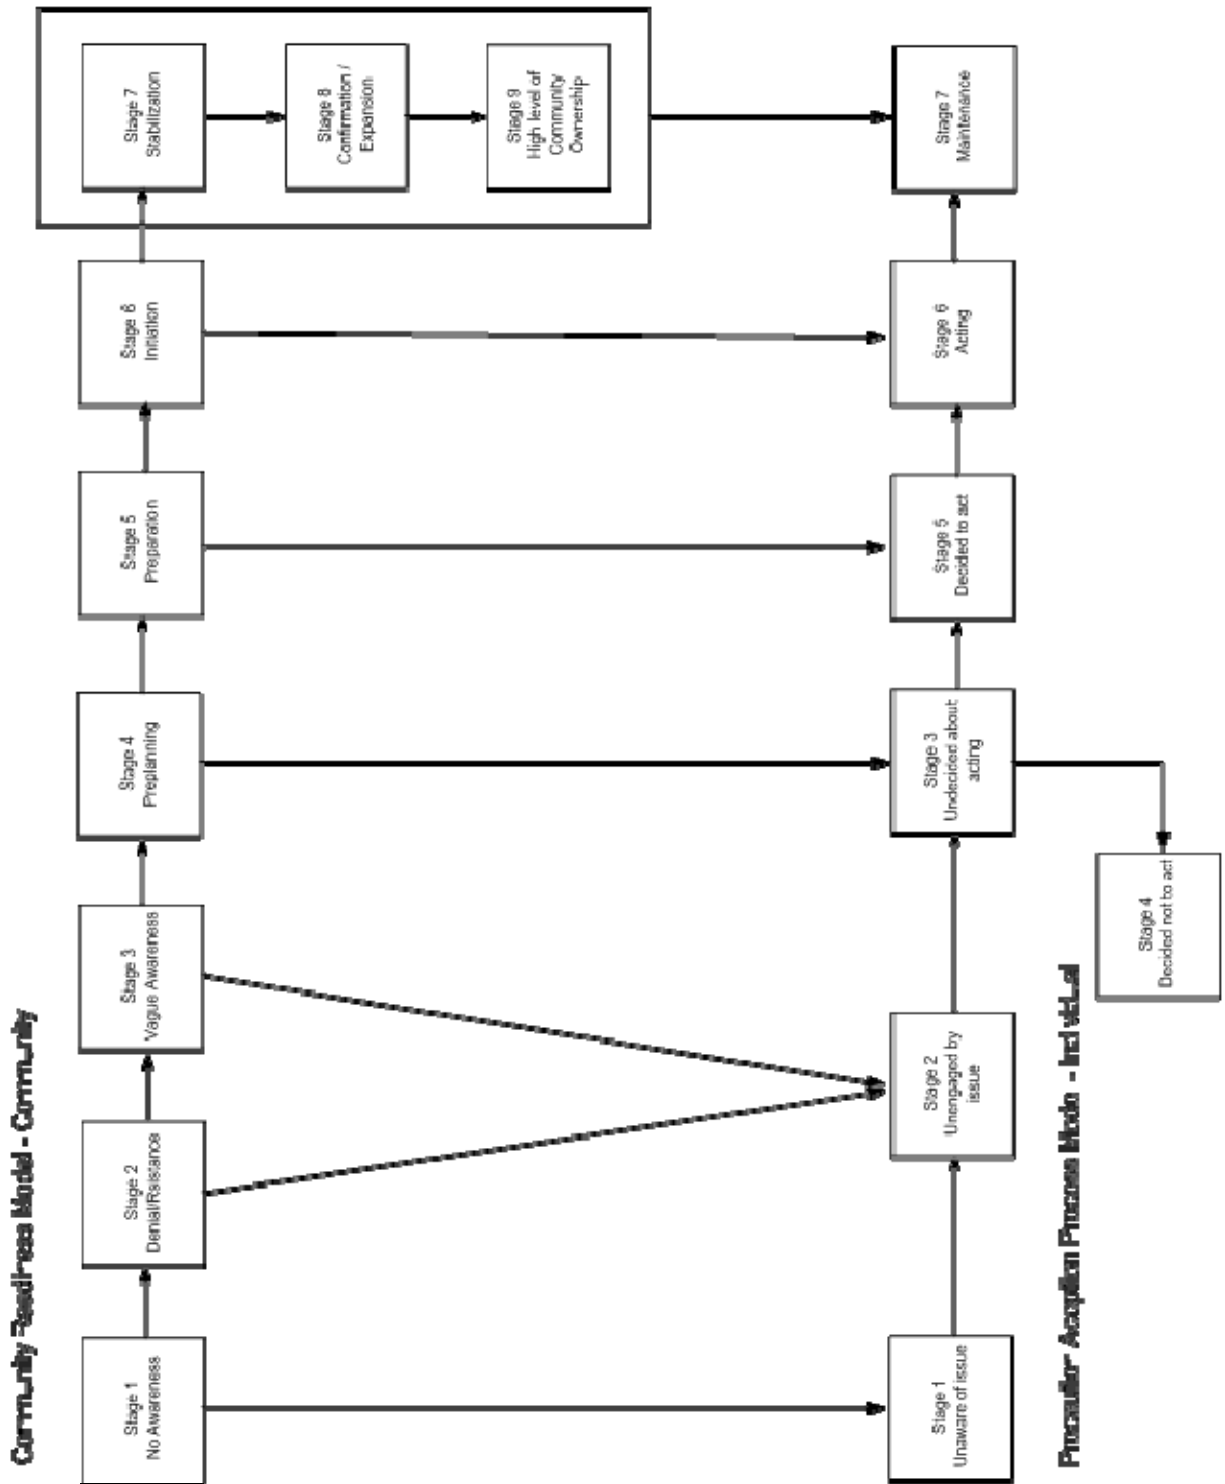 Community Readiness Model - Community
Stage 1
No Awareness
Stage 2
Denial/Raistance
Stage 3
Vague Awareness
Stage 4
Preplanning
Stage 5
Preparation
Stage 6
Initiation
Stage 7
Stabilization
Stage 8
Confirmation /
Expansion
Stage 9
High level of
Community
Ownership
Stage 1
Unaware of issue
Stage 2
Unengaged by
issue
Stage 3
Undecided about
acting
Stage 4
Decided not to act
Stage 5
Decided to act
Stage 6
Acting
Stage 7
Maintenance
Precaution Adoption Process Mode - Individual